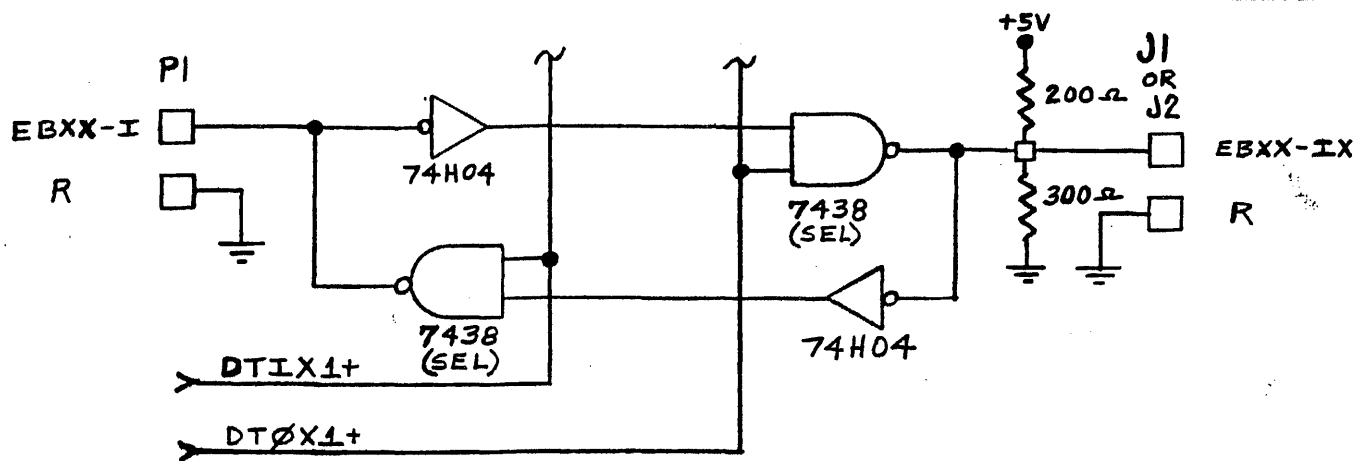 +5V
P1
J1
OR
J2
200Ω
EBXX-I
74H04
EBXX-IX
R
300Ω
R
7438
(SEL)
7438
(SEL)
74H04
DTIX1+
DTØX1+